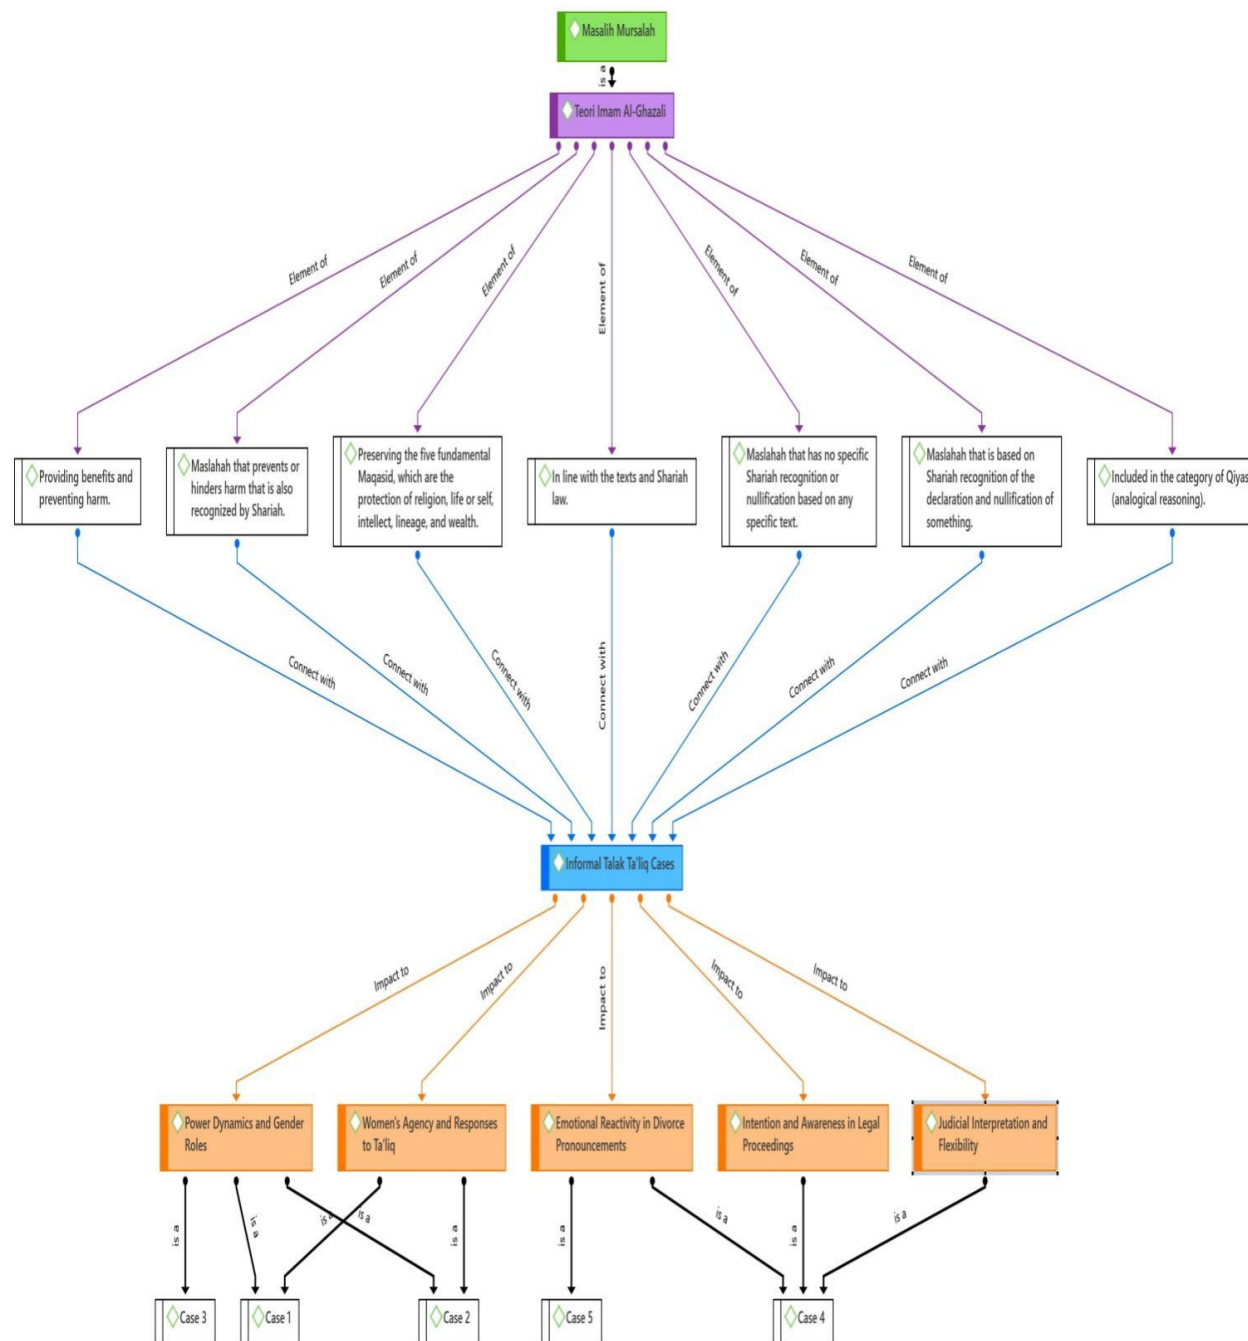 Masalih Mursalah
is a
Teori Imam Al-Ghazali
Element of
Element of
Element of
Element of
Element of
Element of
Element of
Providing benefits and
preventing harm.
Maslahah that prevents or
hinders harm that is also
recognized by Shariah.
Preserving the five fundamental
Maqasid, which are the
protection of religion, life or self,
intellect, lineage, and wealth.
In line with the texts and Shariah
law.
Maslahah that has no specific
Shariah recognition or
nullification based on any
specific text.
Maslahah that is based on
Shariah recognition of the
declaration and nullification of
something.
Included in the category of Qiyas
(analogical reasoning).
Connect with
Connect with
Connect with
Connect with
Connect with
Connect with
Connect with
Informal Talak Ta'liq Cases
Impact to
Impact to
Impact to
Impact to
Impact to
Power Dynamics and Gender
Roles
Women's Agency and Responses
to Ta'liq
Emotional Reactivity in Divorce
Pronouncements
Intention and Awareness in Legal
Proceedings
Judicial Interpretation and
Flexibility
is a
is a
is a
is a
is a
is a
is a
is a
is a
Case 3
Case 1
Case 2
Case 5
Case 4